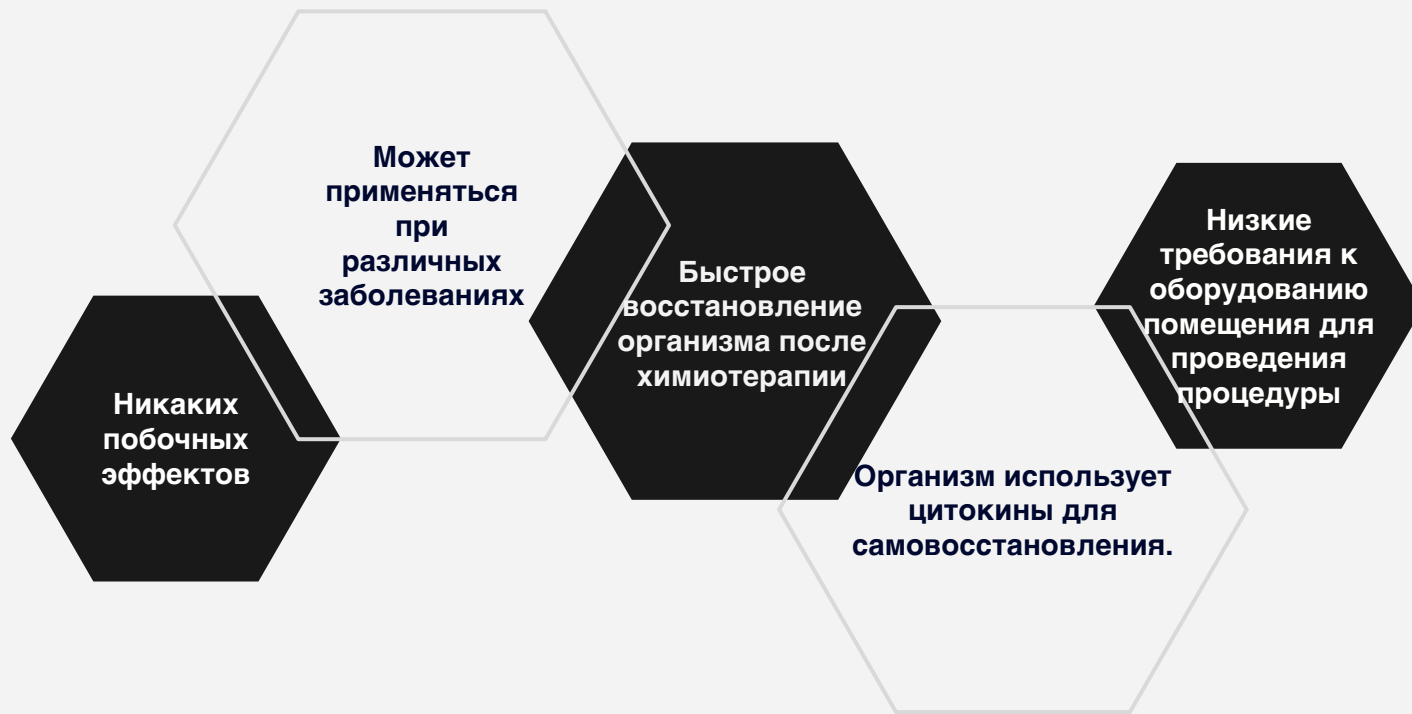 Никаких
побочных
эффектов
Может
применяться
при
различных
заболеваниях
Быстрое
восстановление
организма после
химиотерапии
Организм использует
цитокины для
самовосстановления.
Низкие
требования к
оборудованию
помещения для
проведения
процедуры